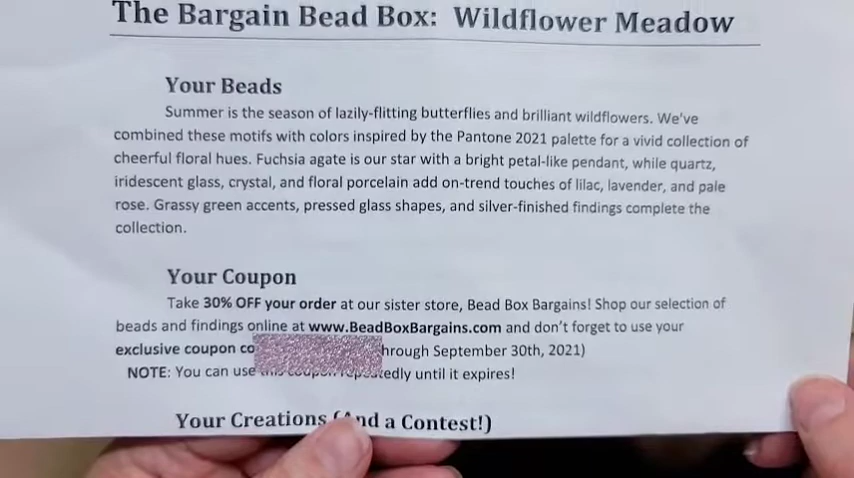 The Bargain Bead Box: Wildflower Meadow
Your Beads
Summer is the season of lazily-flitting butterflies and brilliant wildflowers. We've
combined these motifs with colors inspired by the Pantone 2021 palette for a vivid collection of
cheerful floral hues. Fuchsia agate is our star with a bright petal-like pendant, while quartz,
iridescent glass, crystal, and floral porcelain add on-trend touches of lilac, lavender, and pale
rose. Grassy green accents, pressed glass shapes, and silver-finished findings complete the
collection.
Your Coupon
Take 30% OFF your order at our sister store, Bead Box Bargains! Shop our selection of
beads and findings online at www.BeadBoxBargains.com and don't forget to use your
exclusive coupon co hrough September 30th, 2021)
NOTE: You can use this coupon repeatedly until it expires!
Your Creations (And a Contest!)